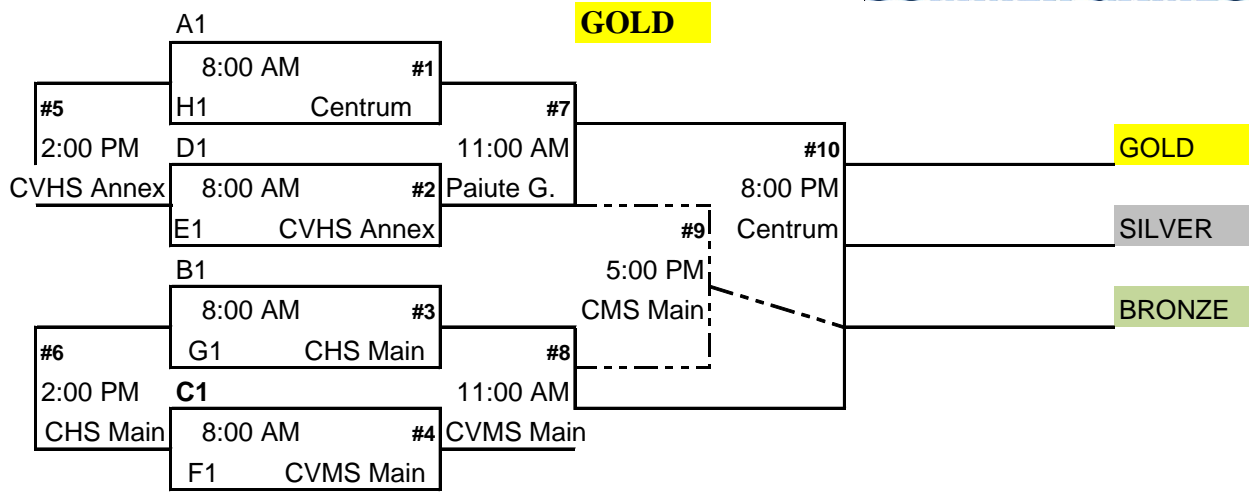 A1 GOLD
8:00 AM #1
#5 H1 Centrum #7
2:00 PM D1 11:00 AM #10 GOLD
CVHS Annex 8:00 AM #2 Paiute G. 8:00 PM
E1 CVHS Annex #9 Centrum SILVER
B1 5:00 PM
8:00 AM #3 CMS Main BRONZE
#6 G1 CHS Main #8
2:00 PM C1 11:00 AM
CHS Main 8:00 AM #4 CVMS Main
F1 CVMS Main